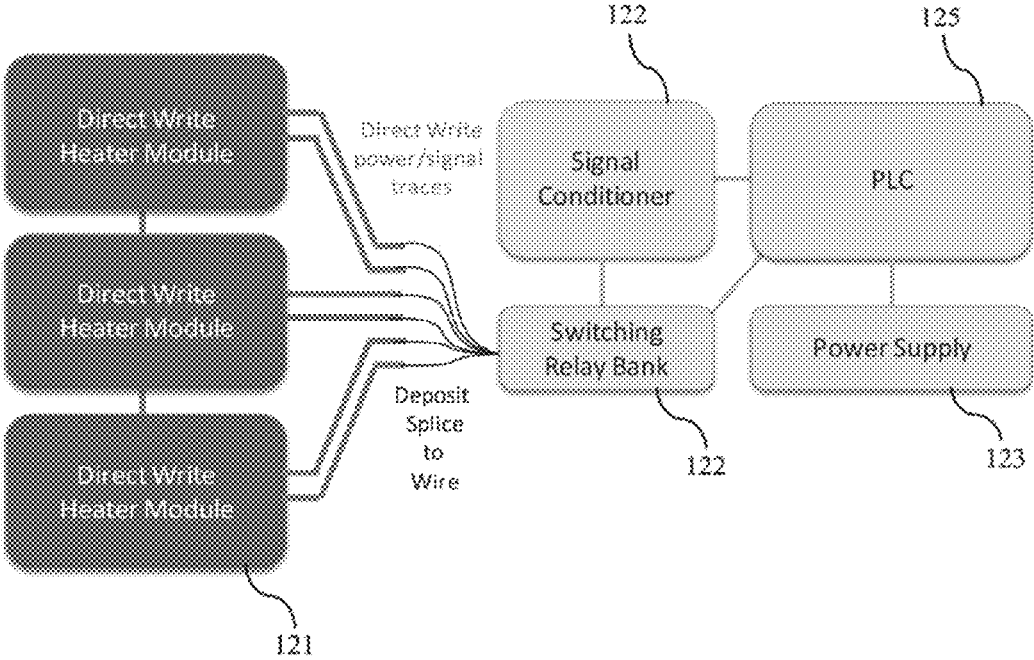 122
125
Direct Write
Heater Module
Direct Write
power/signal
traces
Signal
Conditioner
PLC
Direct Write
Heater Module
Switching
Relay Bank
Power Supply
Deposit
Splice
to
Wire
122
123
Direct Write
Heater Module
121